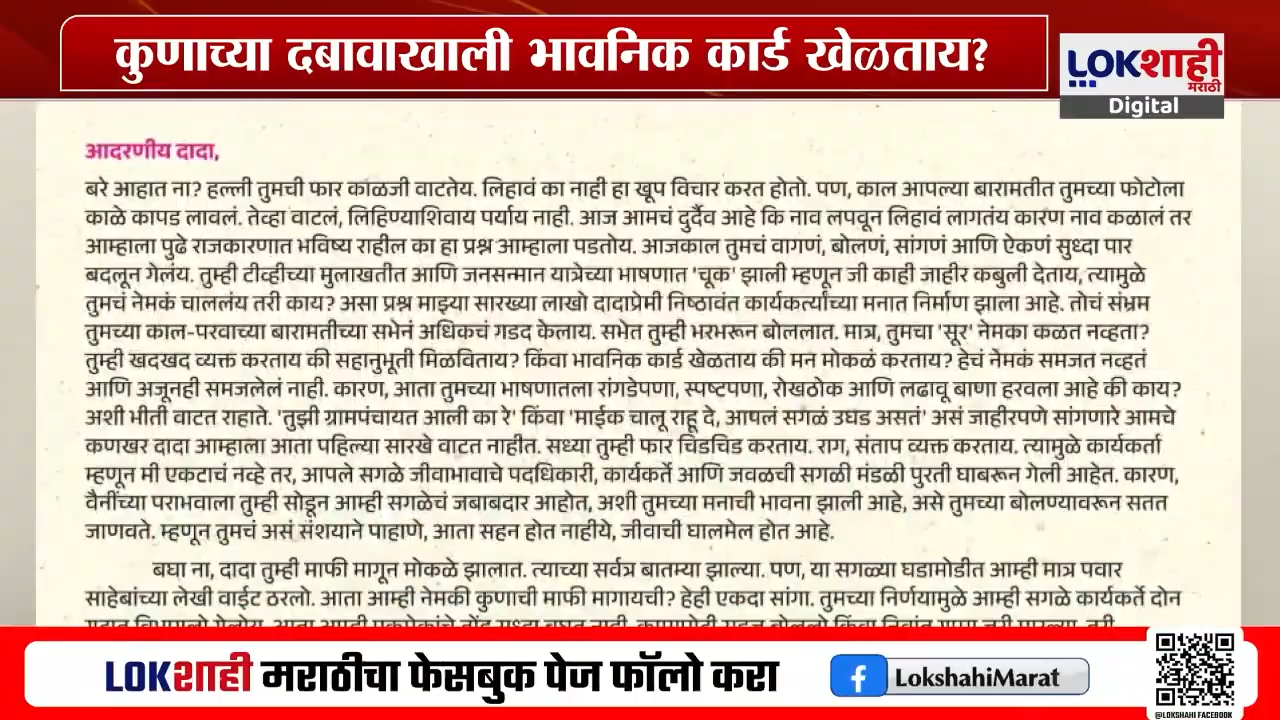 कुणाच्या दबावाखाली भावनिक कार्ड खेळताय?
LOKशाही
मराठी
Digital
आदरणीय दादा,
बरे आहात ना? हल्ली तुमची फार काळजी वाटतेय. लिहावं का नाही हा खूप विचार करत होतो. पण, काल आपल्या बारामतीत तुमच्या फोटोला
काळे कापड लावलं. तेव्हा वाटलं, लिहिण्याशिवाय पर्याय नाही. आज आमचं दुर्दैव आहे कि नाव लपवून लिहावं लागतंय कारण नाव कळालं तर
आम्हाला पुढे राजकारणात भविष्य राहील का हा प्रश्न आम्हाला पडतोय. आजकाल तुमचं वागणं, बोलणं, सांगणं आणि ऐकणं सुध्दा पार
बदलून गेलंय. तुम्ही टीव्हीच्या मुलाखतीत आणि जनसन्मान यात्रेच्या भाषणात 'चूक' झाली म्हणून जी काही जाहीर कबुली देताय, त्यामुळे
तुमचं नेमकं चाललंय तरी काय? असा प्रश्न माझ्या सारख्या लाखो दादाप्रेमी निष्ठावंत कार्यकर्त्यांच्या मनात निर्माण झाला आहे. तोचं संभ्रम
तुमच्या काल-परवाच्या बारामतीच्या सभेनं अधिकचं गडद केलाय. सभेत तुम्ही भरभरून बोललात. मात्र, तुमचा 'सूर' नेमका कळत नव्हता?
तुम्ही खदखद व्यक्त करताय की सहानुभूती मिळविताय? किंवा भावनिक कार्ड खेळताय की मन मोकळं करताय? हेचं नेमकं समजत नव्हतं
आणि अजूनही समजलेलं नाही. कारण, आता तुमच्या भाषणातला रांगडेपणा, स्पष्टपणा, रोखठोक आणि लढावू बाणा हरवला आहे की काय?
अशी भीती वाटत राहाते. 'तुझी ग्रामपंचायत आली का रे' किंवा 'माईक चालू राहू दे, आपलं सगळं उघड असतं' असं जाहीरपणे सांगणारे आमचे
कणखर दादा आम्हाला आता पहिल्या सारखे वाटत नाहीत. सध्या तुम्ही फार चिडचिड करताय. राग, संताप व्यक्त करताय. त्यामुळे कार्यकर्ता
म्हणून मी एकटाचं नव्हे तर, आपले सगळे जीवाभावाचे पदधिकारी, कार्यकर्ते आणि जवळची सगळी मंडळी पुरती घाबरून गेली आहेत. कारण,
वैनींच्या पराभवाला तुम्ही सोडून आम्ही सगळेचं जबाबदार आहोत, अशी तुमच्या मनाची भावना झाली आहे, असे तुमच्या बोलण्यावरून सतत
जाणवते. म्हणून तुमचं असं संशयाने पाहाणे, आता सहन होत नाहीये, जीवाची घालमेल होत आहे.
बघा ना, दादा तुम्ही माफी मागून मोकळे झालात. त्याच्या सर्वत्र बातम्या झाल्या. पण, या सगळ्या घडामोडीत आम्ही मात्र पवार
साहेबांच्या लेखी वाईट ठरलो. आता आम्ही नेमकी कुणाची माफी मागायची? हेही एकदा सांगा. तुमच्या निर्णयामुळे आम्ही सगळे कार्यकर्ते दोन
LOKशाही मराठीचा फेसबुक पेज फॉलो करा
LokshahiMarat
@LOKSHAHI FACEBOOK